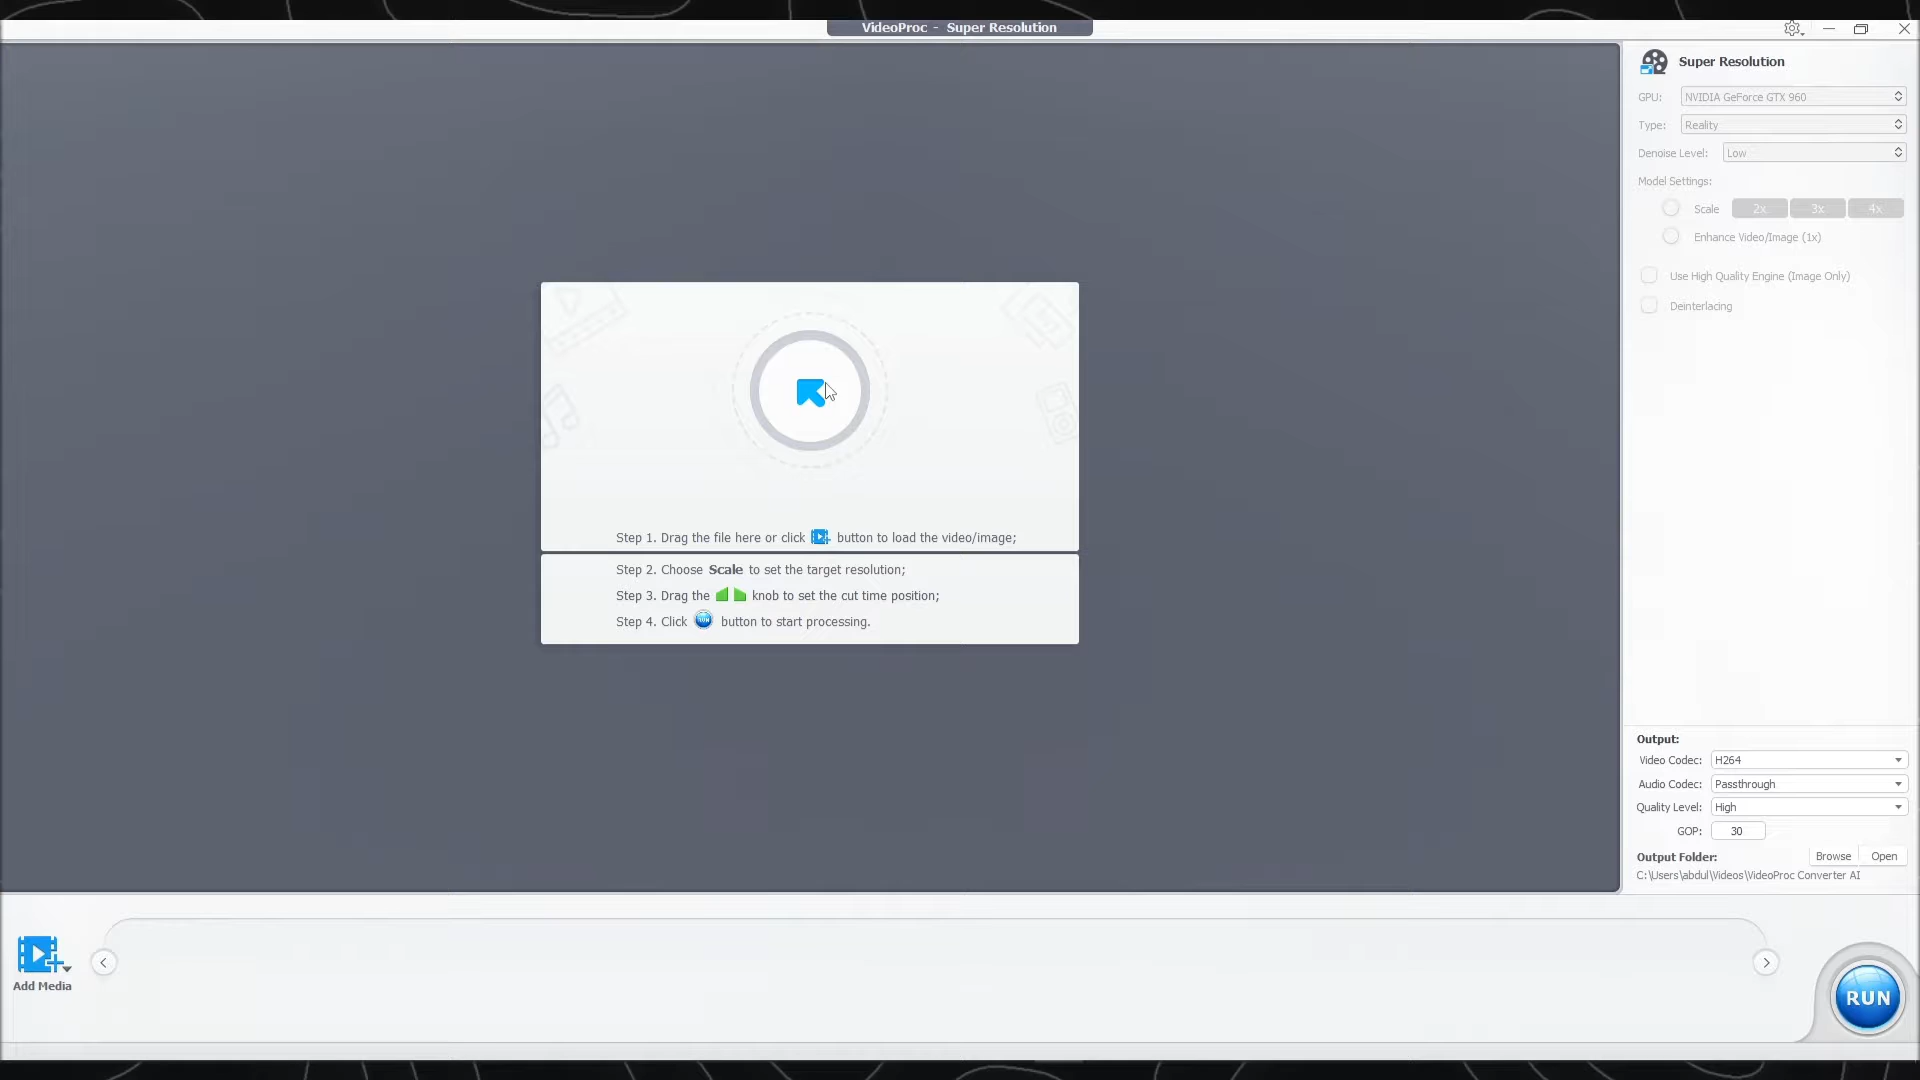 VideoProc - Super Resolution
Super Resolution
GPU: NVIDIA GeForce GTX 960
Type: Reality
Denoise Level: Low
Model Settings:
Scale 2x 3x 4x
Enhance Video/Image (1x)
Use High Quality Engine (Image Only)
Deinterlacing
Step 1. Drag the file here or click button to load the video/image;
Step 2. Choose Scale to set the target resolution;
Step 3. Drag the knob to set the cut time position;
Step 4. Click RUN button to start processing.
Output:
Video Codec: H264
Audio Codec: Passthrough
Quality Level: High
GOP: 30
Output Folder: Browse Open
C:\Users\abdul\Videos\VideoProc Converter AI
Add Media
RUN